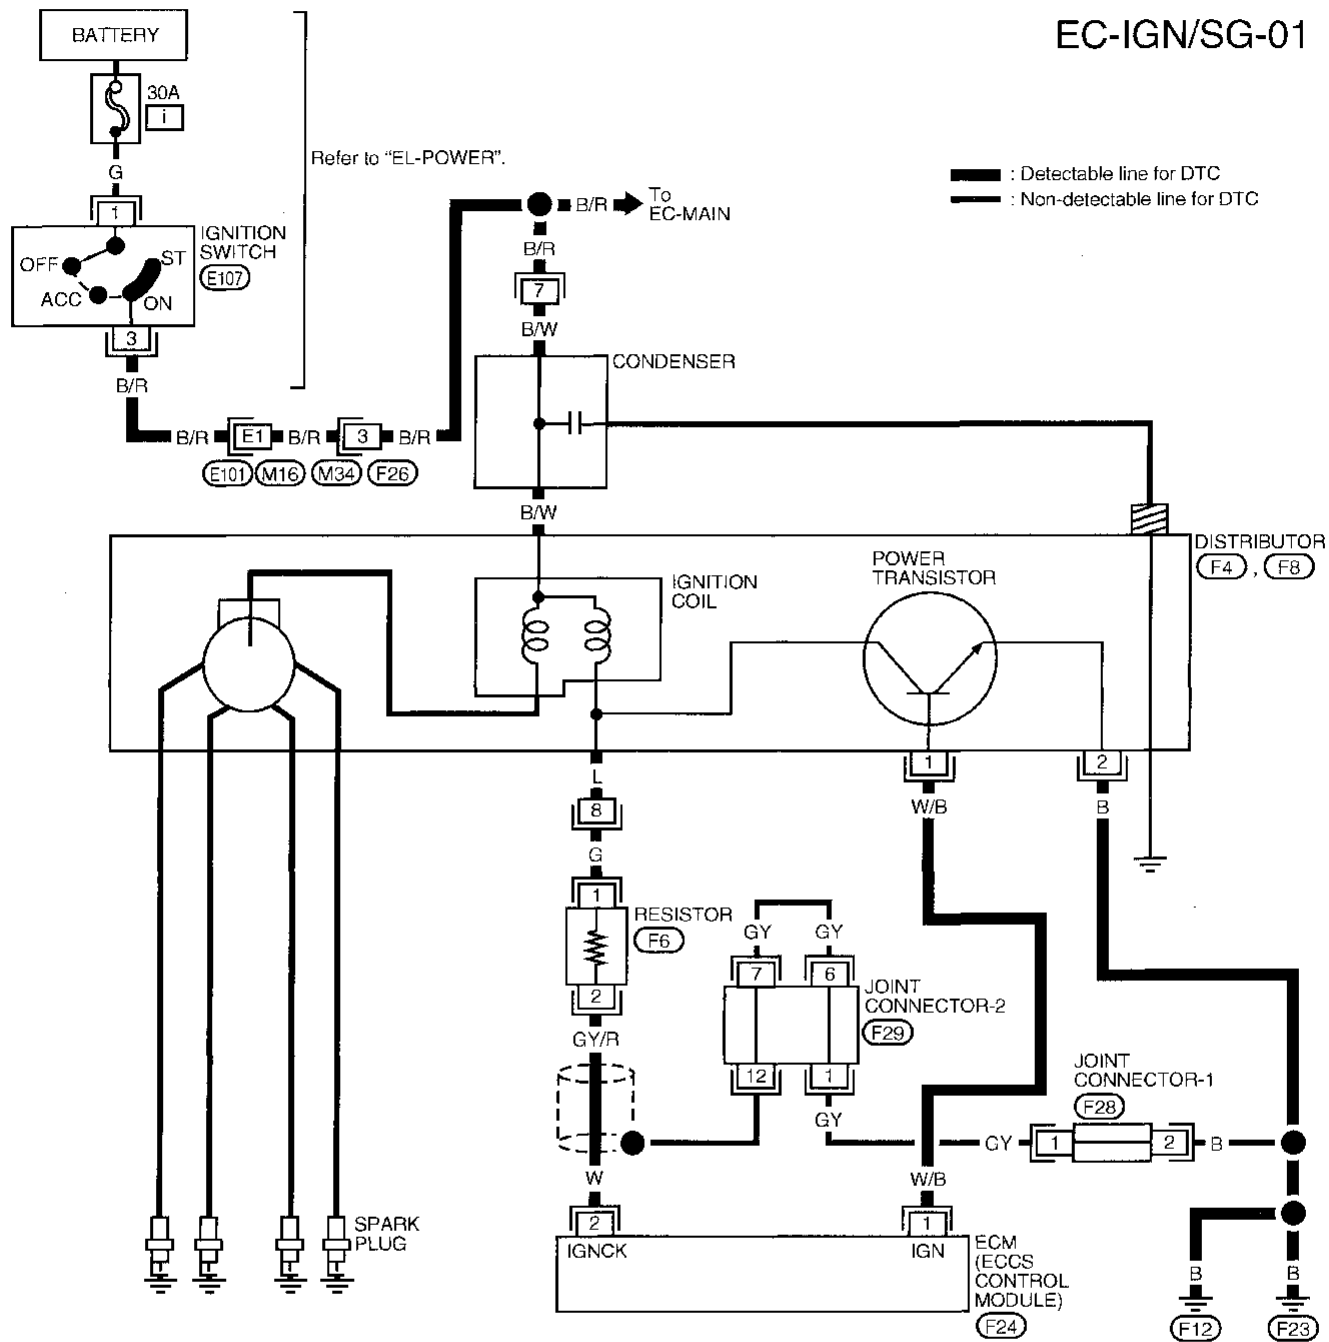 EC-IGN/SG-01
BATTERY
30A
i
G
Refer to "EL-POWER".
: Detectable line for DTC
: Non-detectable line for DTC
1
IGNITION
SWITCH
E107
OFF
ST
ACC
ON
3
B/R
B/R
To
EC-MAIN
B/R
7
B/W
CONDENSER
B/R
E1
B/R
3
B/R
E101
M16
M34
F26
B/W
DISTRIBUTOR
F4 , F8
POWER
TRANSISTOR
IGNITION
COIL
1
2
L
W/B
B
8
G
1
RESISTOR
F6
GY
GY
7
6
2
JOINT
CONNECTOR-2
F29
GY/R
12
1
JOINT
CONNECTOR-1
F28
GY
GY
1
2
B
W
W/B
SPARK
PLUG
2
1
IGNCK
IGN
ECM
(ECCS
CONTROL
MODULE)
F24
B
B
F12
F23